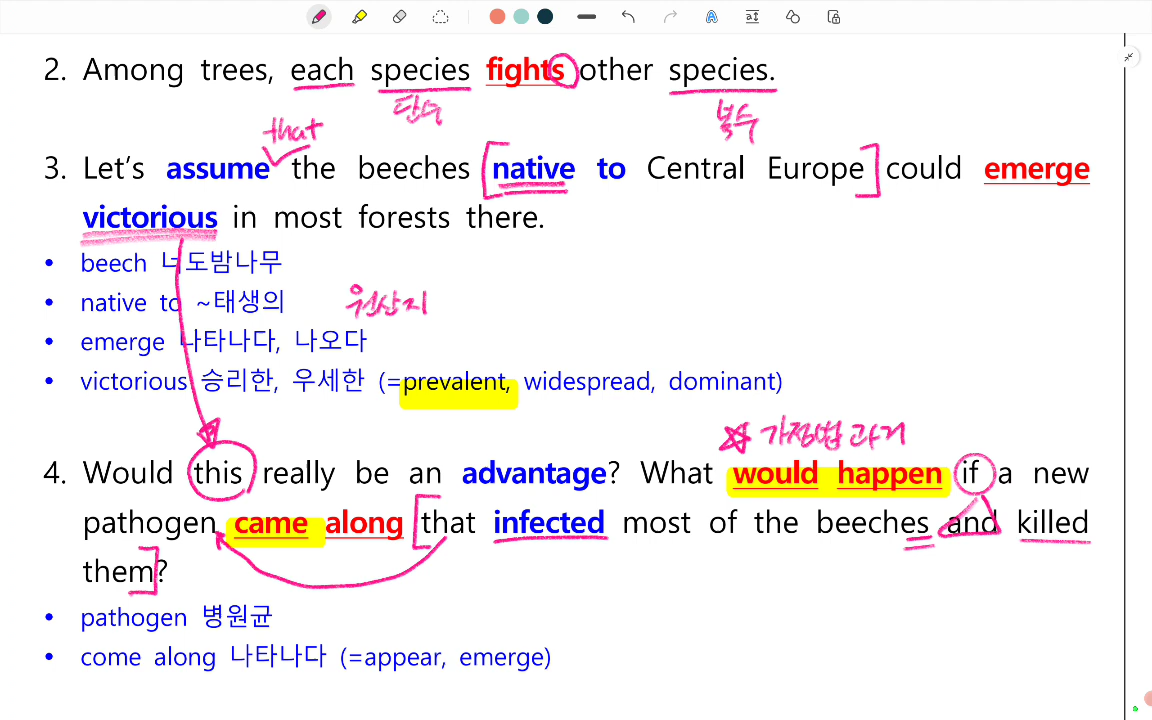 2. Among trees, each species fights other species.
단수 복수
that
3. Let's assume the beeches [native to Central Europe] could emerge
victorious in most forests there.
• beech 너도밤나무
• native to ~태생의 원산지
• emerge 나타나다, 나오다
• victorious 승리한, 우세한 (=prevalent, widespread, dominant)
☆ 가정법 과거
4. Would this really be an advantage? What would happen if a new
pathogen came along [that infected most of the beeches and killed
them]?
• pathogen 병원균
• come along 나타나다 (=appear, emerge)